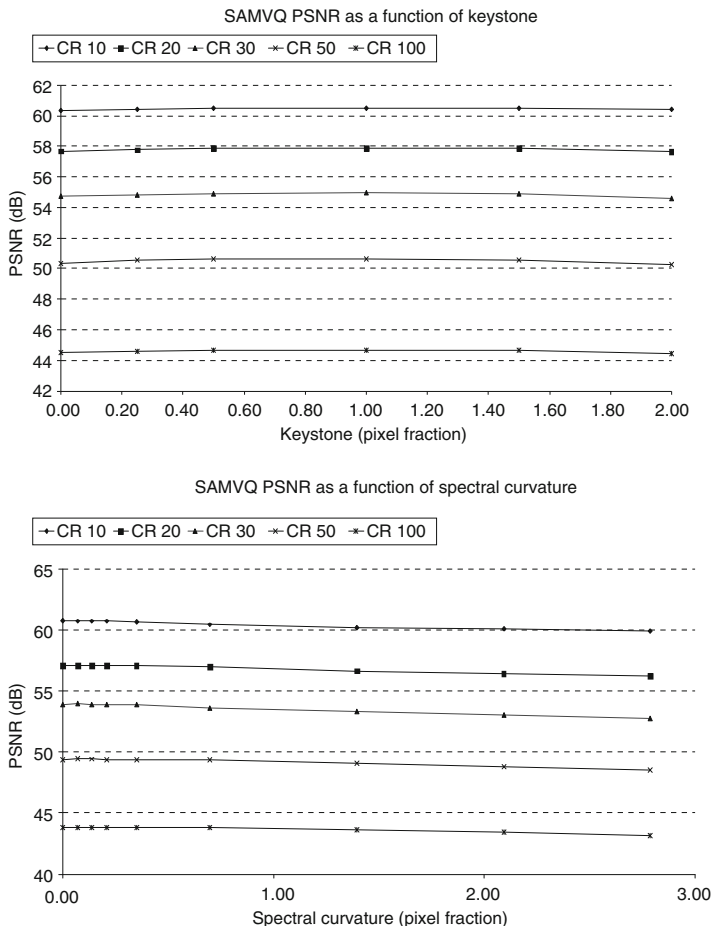 SAMVQ PSNR as a function of keystone
CR 10 CR 20 CR 30 CR 50 CR 100
62
60
58
56
54
52
50
48
46
44
42
PSNR (dB)
0.00 0.20 0.40 0.60 0.80 1.00 1.20 1.40 1.60 1.80 2.00
Keystone (pixel fraction)
SAMVQ PSNR as a function of spectral curvature
CR 10 CR 20 CR 30 CR 50 CR 100
65
60
55
50
45
40
PSNR (dB)
0.00 1.00 2.00 3.00
Spectral curvature (pixel fraction)